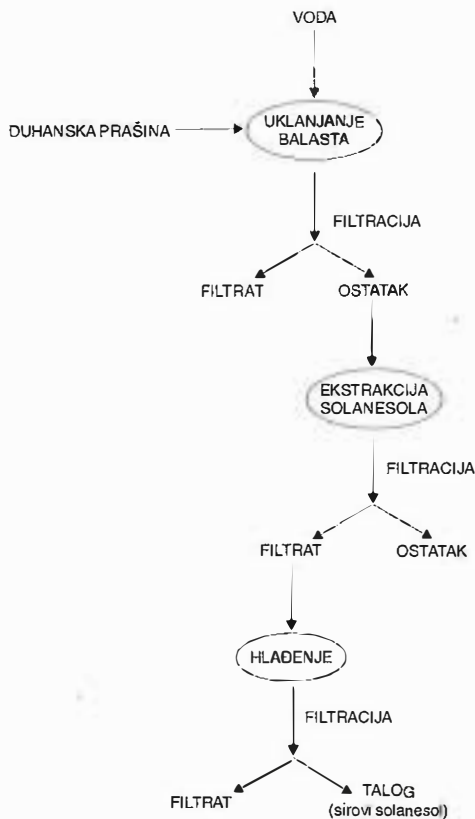 VODA
DUHANSKA PRAŠINA
UKLANJANJE
BALASTA
FILTRACIJA
FILTRAT
OSTATAK
EKSTRAKCIJA
SOLANESOLA
FILTRACIJA
FILTRAT
OSTATAK
HLAĐENJE
FILTRACIJA
FILTRAT
TALOG
(sirovi solanesol)